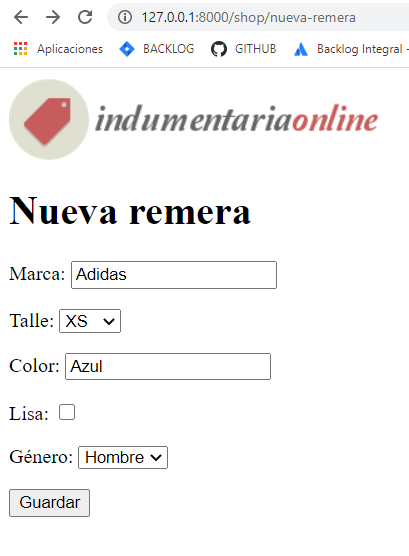 127.0.0.1:8000/shop/nueva-remera
Aplicaciones BACKLOG GITHUB Backlog Integral -
indumentariaonline
Nueva remera
Marca: Adidas
Talle: XS
Color: Azul
Lisa:
Género: Hombre
Guardar